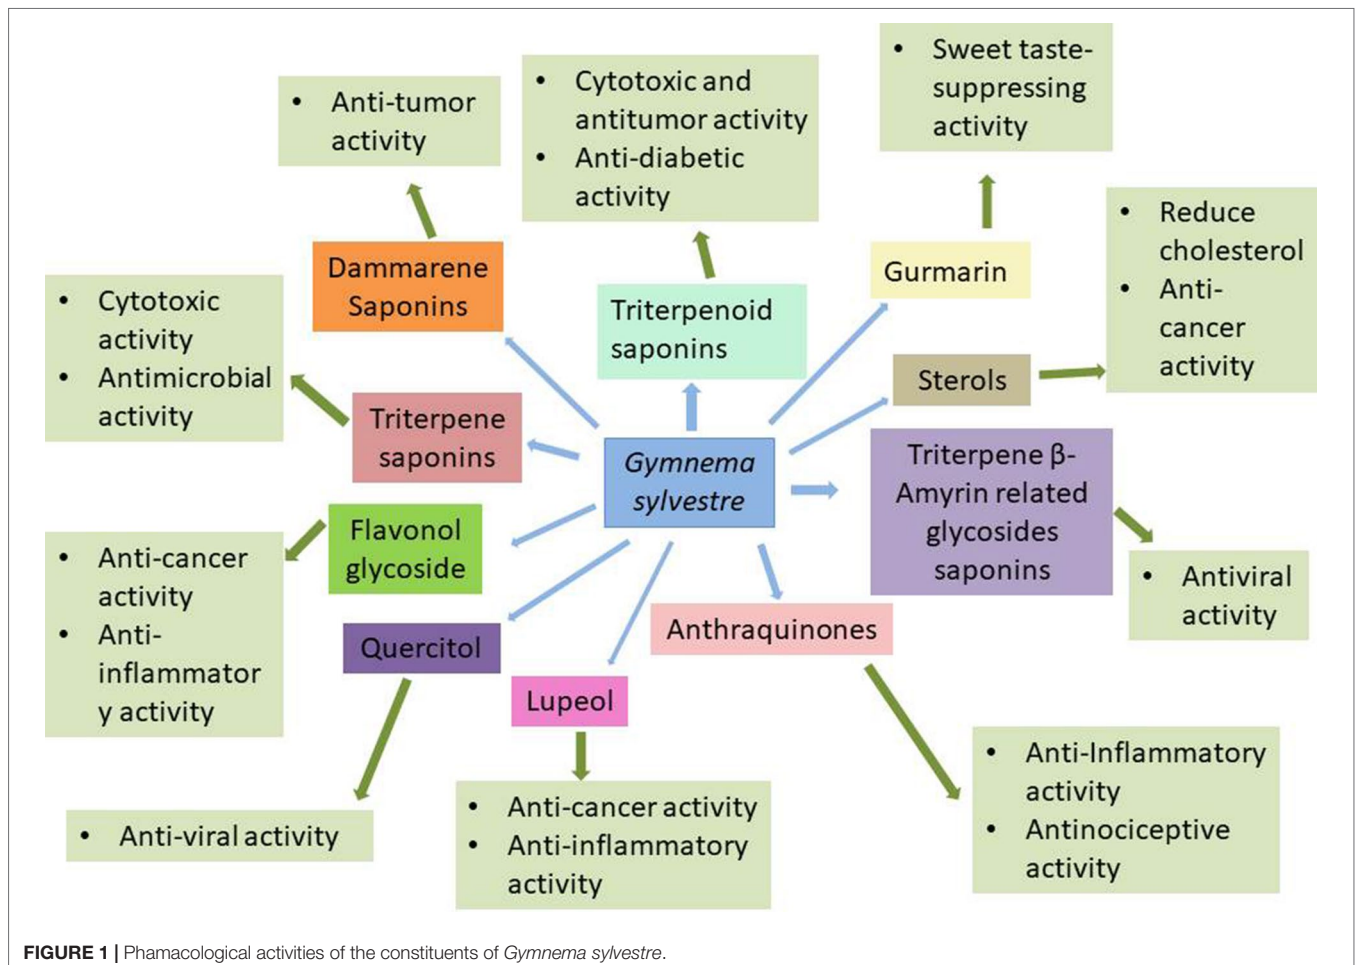 • Sweet taste-
suppressing
activity
• Cytotoxic and
antitumor activity
• Anti-diabetic
activity
• Anti-tumor
activity
• Reduce
cholesterol
• Anti-
cancer
activity
Dammarene
Saponins
Gurmarin
Triterpenoid
saponins
• Cytotoxic
activity
• Antimicrobial
activity
Sterols
Triterpene
saponins
Gymnema
sylvestre
Triterpene β-
Amyrin related
glycosides
saponins
Flavonol
glycoside
• Anti-cancer
activity
• Anti-
inflammator
y activity
• Antiviral
activity
Quercitol
Anthraquinones
Lupeol
• Anti-Inflammatory
activity
• Antinociceptive
activity
• Anti-viral activity
• Anti-cancer activity
• Anti-inflammatory
activity
FIGURE 1 | Phamacological activities of the constituents of Gymnema sylvestre.